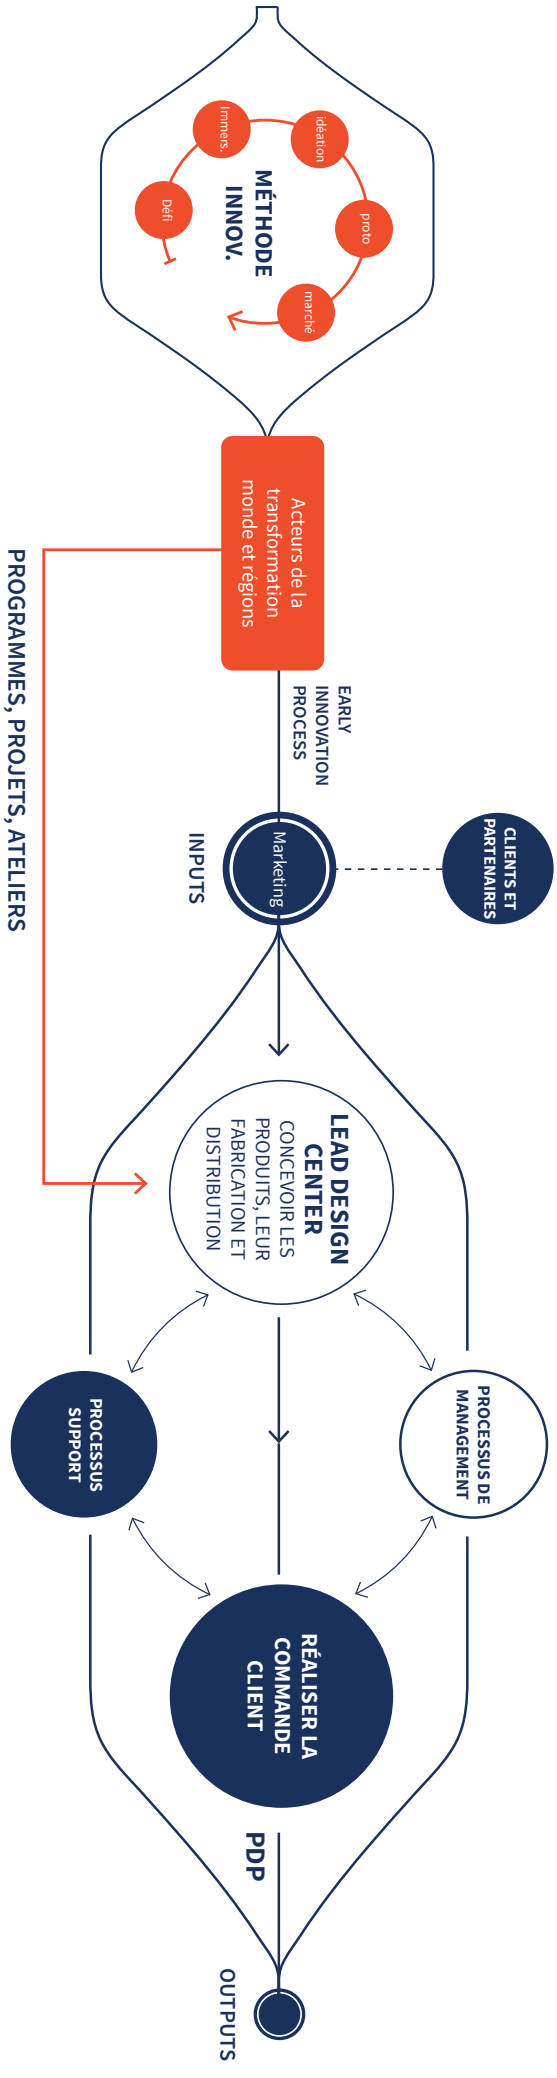 Défi
Immers.
idéation
proto
marché
MÉTHODE
INNOV.
Acteurs de la
transformation
monde et régions
EARLY
INNOVATION
PROCESS
PROGRAMMES, PROJETS, ATELIERS
CLIENTS ET
PARTENAIRES
Marketing
INPUTS
LEAD DESIGN
CENTER
CONCEVOIR LES
PRODUITS, LEUR
FABRICATION ET
DISTRIBUTION
PROCESSUS DE
MANAGEMENT
PROCESSUS
SUPPORT
RÉALISER LA
COMMANDE
CLIENT
PDP
OUTPUTS